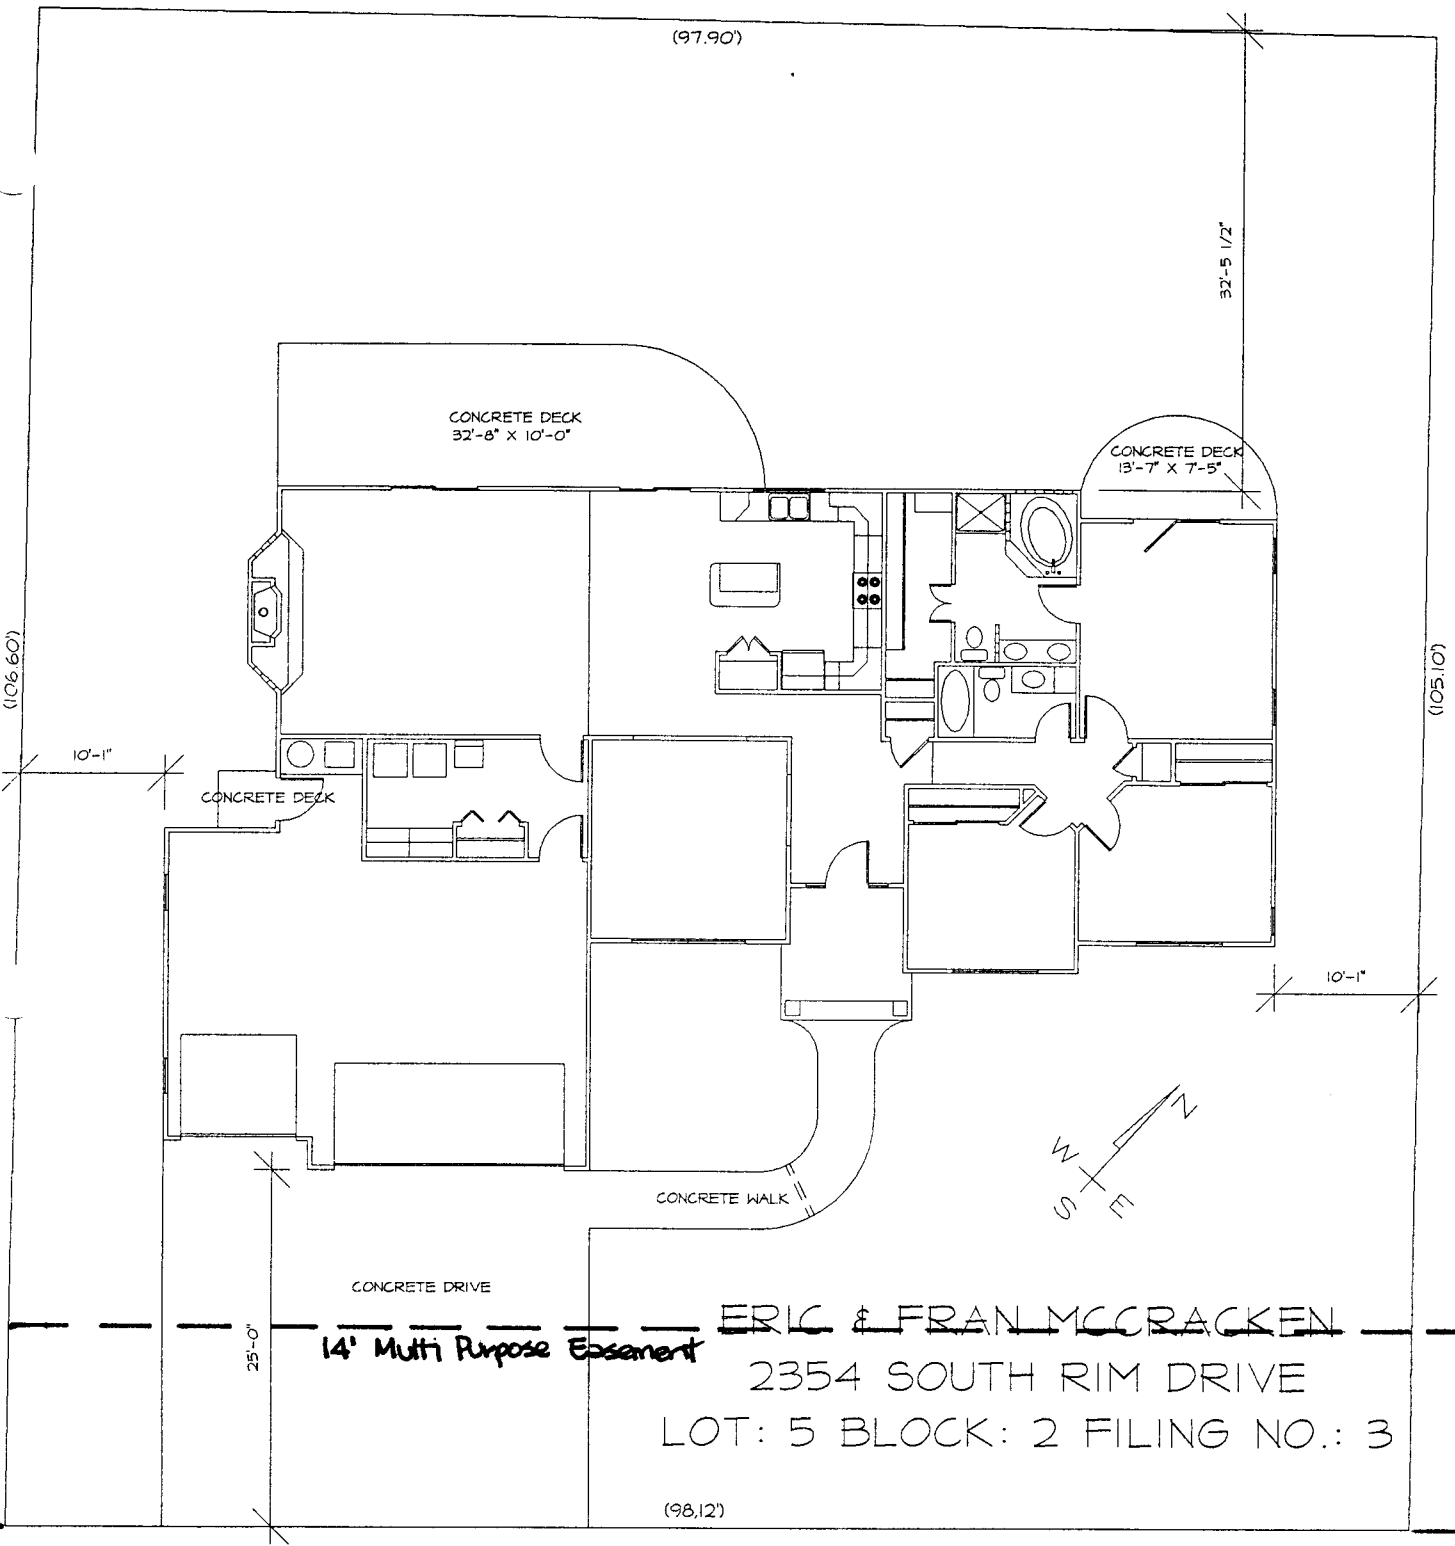 (97.90')
32'-5 1/2"
CONCRETE DECK
32'-8" X 10'-0"
CONCRETE DECK
13'-7" X 7'-5"
(106.60')
(105.10')
10'-1"
CONCRETE DECK
10'-1"
N
W
S E
CONCRETE WALK
CONCRETE DRIVE
25'-0"
14' Multi Purpose Easement
ERIC & FRAN MCCRACKEN
2354 SOUTH RIM DRIVE
LOT: 5 BLOCK: 2 FILING NO.: 3
(98.12')